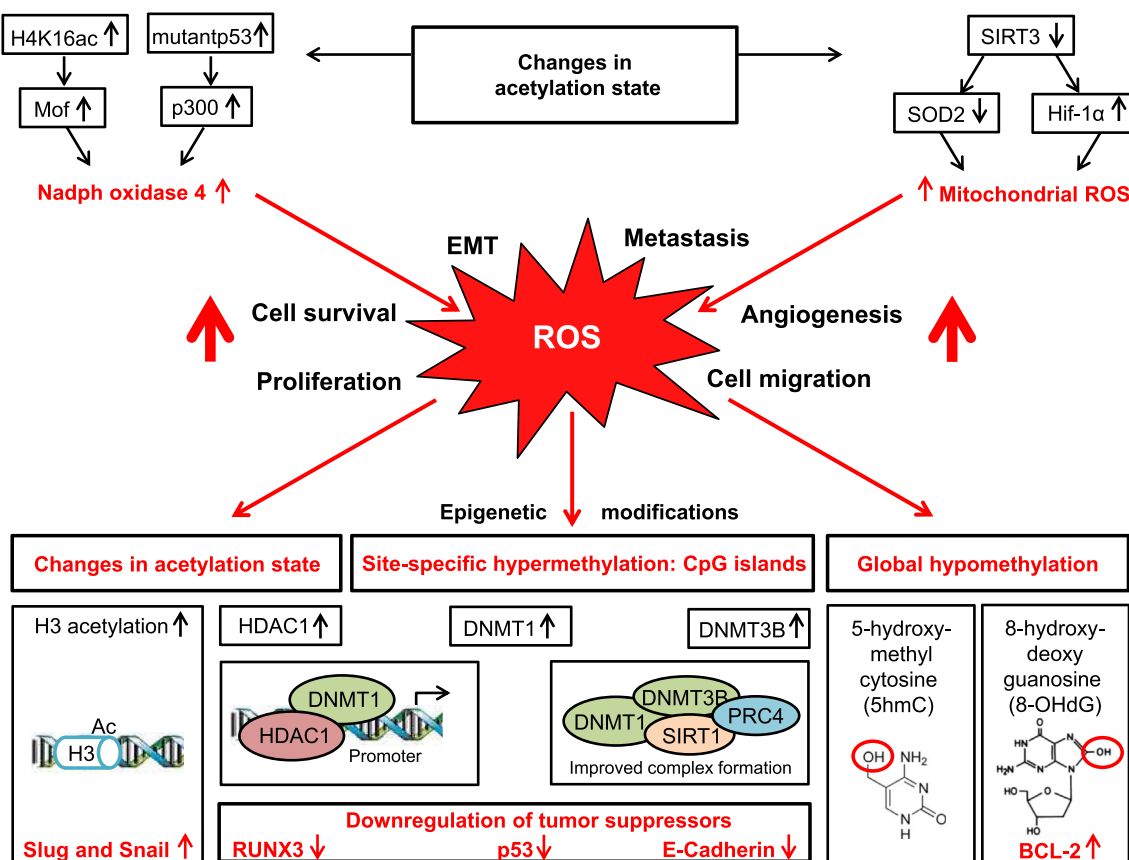 H4K16ac ↑
mutantp53 ↑
Mof ↑
p300 ↑
Nadph oxidase 4 ↑
Changes in
acetylation state
SIRT3 ↓
SOD2 ↓
Hif-1α ↑
↑ Mitochondrial ROS
EMT
Metastasis
Cell survival
Angiogenesis
ROS
Proliferation
Cell migration
Epigenetic modifications
Changes in acetylation state
Site-specific hypermethylation: CpG islands
Global hypomethylation
H3 acetylation ↑
Ac
H3
Slug and Snail ↑
HDAC1 ↑
DNMT1 ↑
DNMT3B ↑
DNMT1
HDAC1
Promoter
DNMT3B
DNMT1
PRC4
SIRT1
Improved complex formation
Downregulation of tumor suppressors
RUNX3 ↓
p53 ↓
E-Cadherin ↓
5-hydroxy-
methyl
cytosine
(5hmC)
OH
NH₂
N
N
H
O
8-hydroxy-
deoxy
guanosine
(8-OHdG)
O
HN
N
OH
H₂N
N
N
HO
O
HO
BCL-2 ↑